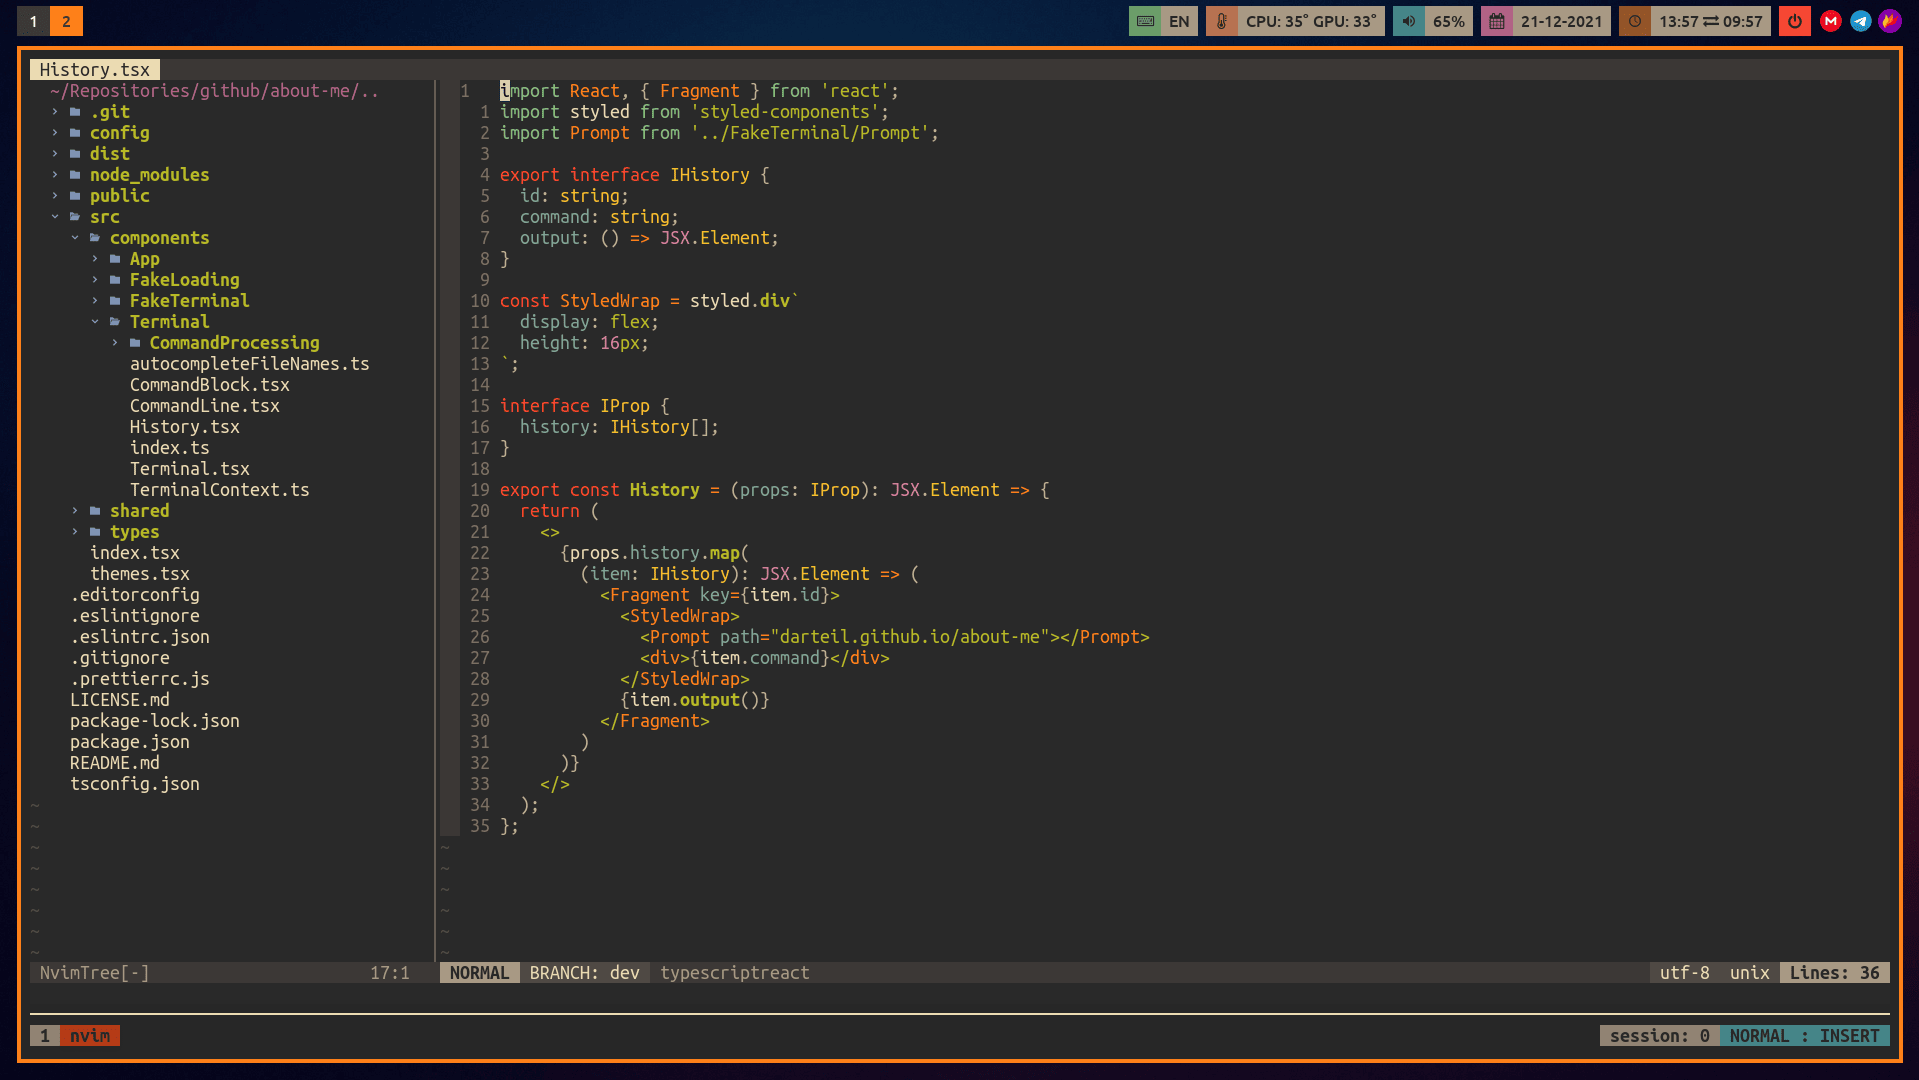 1 2 EN CPU: 35° GPU: 33° 65% 21-12-2021 13:57 ⇄ 09:57
History.tsx
~/Repositories/github/about-me/..
› .git
› config
› dist
› node_modules
› public
⌄ src
⌄ components
› App
› FakeLoading
› FakeTerminal
⌄ Terminal
› CommandProcessing
autocompleteFileNames.ts
CommandBlock.tsx
CommandLine.tsx
History.tsx
index.ts
Terminal.tsx
TerminalContext.ts
› shared
› types
index.tsx
themes.tsx
.editorconfig
.eslintignore
.eslintrc.json
.gitignore
.prettierrc.js
LICENSE.md
package-lock.json
package.json
README.md
tsconfig.json
~
~
~
~
~
~
~
~
NvimTree[-] 17:1
1 import React, { Fragment } from 'react';
1 import styled from 'styled-components';
2 import Prompt from '../FakeTerminal/Prompt';
3
4 export interface IHistory {
5   id: string;
6   command: string;
7   output: () => JSX.Element;
8 }
9
10 const StyledWrap = styled.div`
11   display: flex;
12   height: 16px;
13 `;
14
15 interface IProp {
16   history: IHistory[];
17 }
18
19 export const History = (props: IProp): JSX.Element => {
20   return (
21     <>
22       {props.history.map(
23         (item: IHistory): JSX.Element => (
24           <Fragment key={item.id}>
25             <StyledWrap>
26               <Prompt path="darteil.github.io/about-me"></Prompt>
27               <div>{item.command}</div>
28             </StyledWrap>
29             {item.output()}
30           </Fragment>
31         )
32       )}
33     </>
34   );
35 };
~
~
~
~
~
~
NORMAL BRANCH: dev typescriptreact utf-8 unix Lines: 36
1 nvim session: 0 NORMAL : INSERT